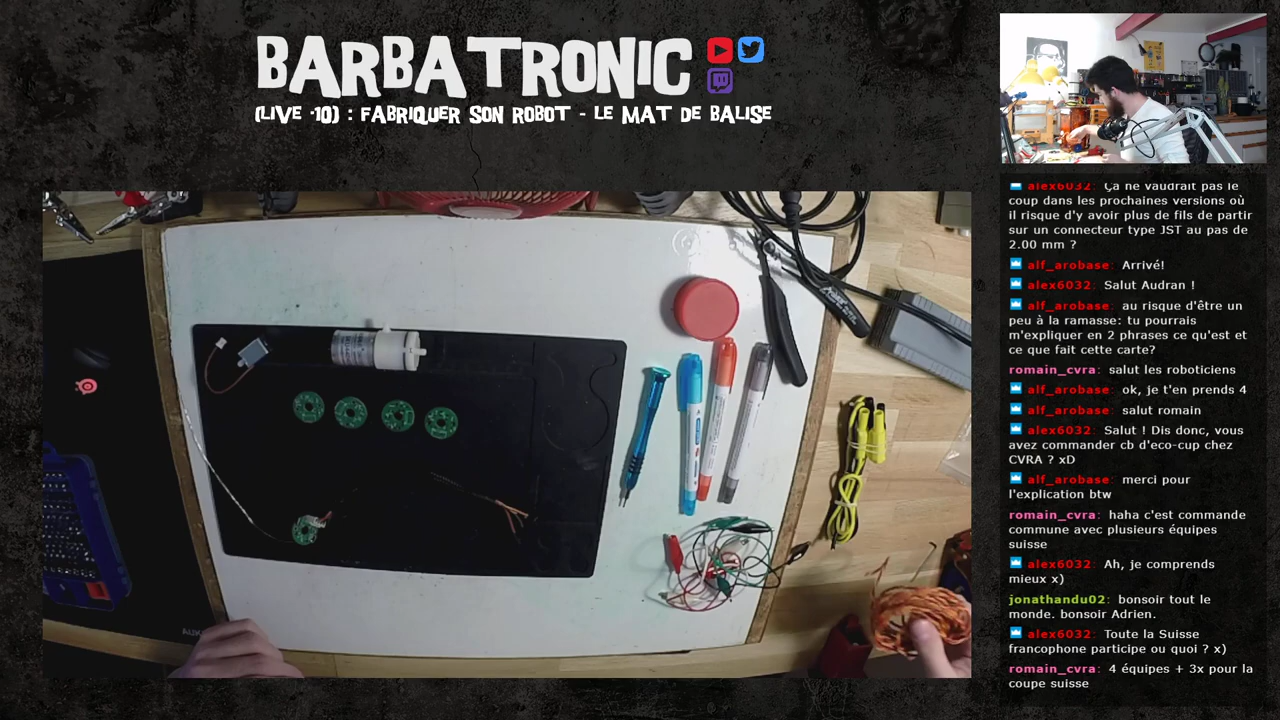 BARBATRONIC
(LIVE -10) : FABRIQUER SON ROBOT - LE MAT DE BALISE
alex6032: Ça ne vaudrait pas le
coup dans les prochaines versions où
il risque d'y avoir plus de fils de partir
sur un connecteur type JST au pas de
2.00 mm ?
alf_arobase: Arrivé!
alex6032: Salut Audran !
alf_arobase: au risque d'être un
peu à la ramasse: tu pourrais
m'expliquer en 2 phrases ce qu'est et
ce que fait cette carte?
romain_cvra: salut les roboticiens
alf_arobase: ok, je t'en prends 4
alf_arobase: salut romain
alex6032: Salut ! Dis donc, vous
avez commander cb d'eco-cup chez
CVRA ? xD
alf_arobase: merci pour
l'explication btw
romain_cvra: haha c'est commande
commune avec plusieurs équipes
suisse
alex6032: Ah, je comprends
mieux x)
jonathandu02: bonsoir tout le
monde. bonsoir Adrien.
alex6032: Toute la Suisse
francophone participe ou quoi ? x)
romain_cvra: 4 équipes + 3x pour la
coupe suisse